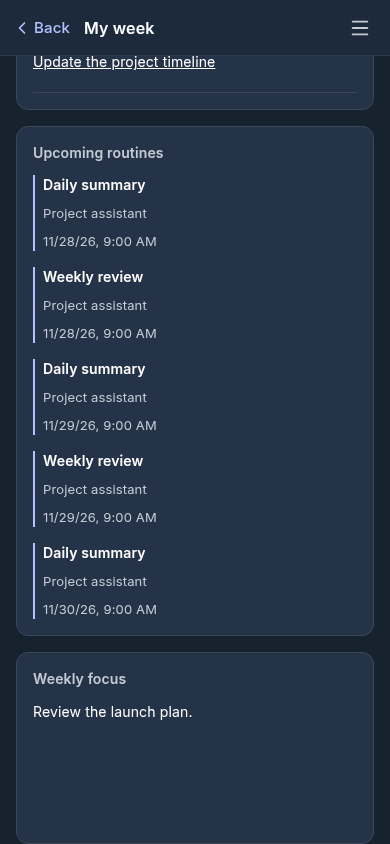 Back My week
Update the project timeline
Upcoming routines
Daily summary
Project assistant
11/28/26, 9:00 AM
Weekly review
Project assistant
11/28/26, 9:00 AM
Daily summary
Project assistant
11/29/26, 9:00 AM
Weekly review
Project assistant
11/29/26, 9:00 AM
Daily summary
Project assistant
11/30/26, 9:00 AM
Weekly focus
Review the launch plan.